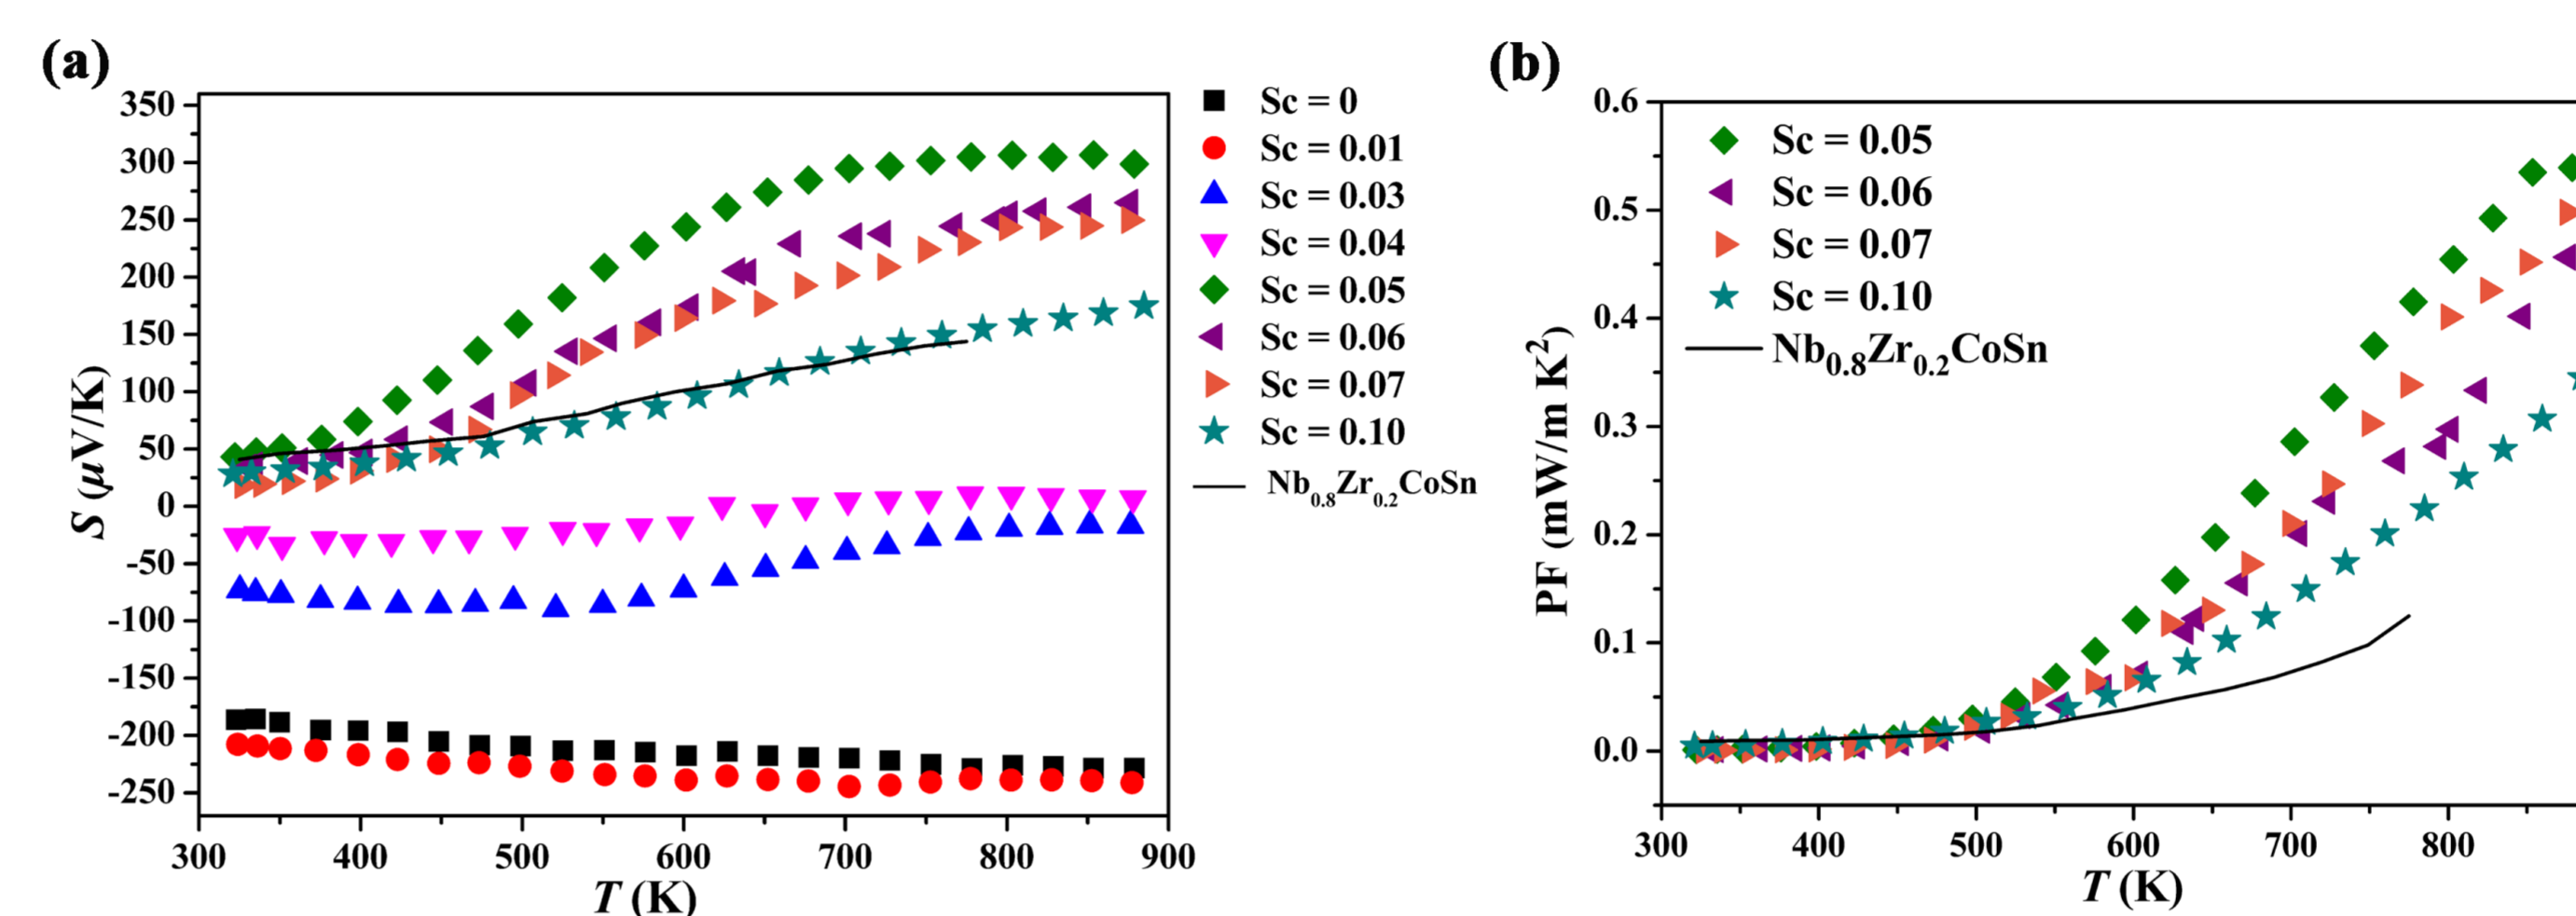 (a)
350
300
250
200
150
100
50
0
-50
-100
-150
-200
-250
S (μV/K)
300 400 500 600 700 800 900
T (K)
Sc = 0
Sc = 0.01
Sc = 0.03
Sc = 0.04
Sc = 0.05
Sc = 0.06
Sc = 0.07
Sc = 0.10
Nb0.8Zr0.2CoSn
(b)
0.6
0.5
0.4
0.3
0.2
0.1
0.0
PF (mW/m K²)
Sc = 0.05
Sc = 0.06
Sc = 0.07
Sc = 0.10
Nb0.8Zr0.2CoSn
300 400 500 600 700 800
T (K)